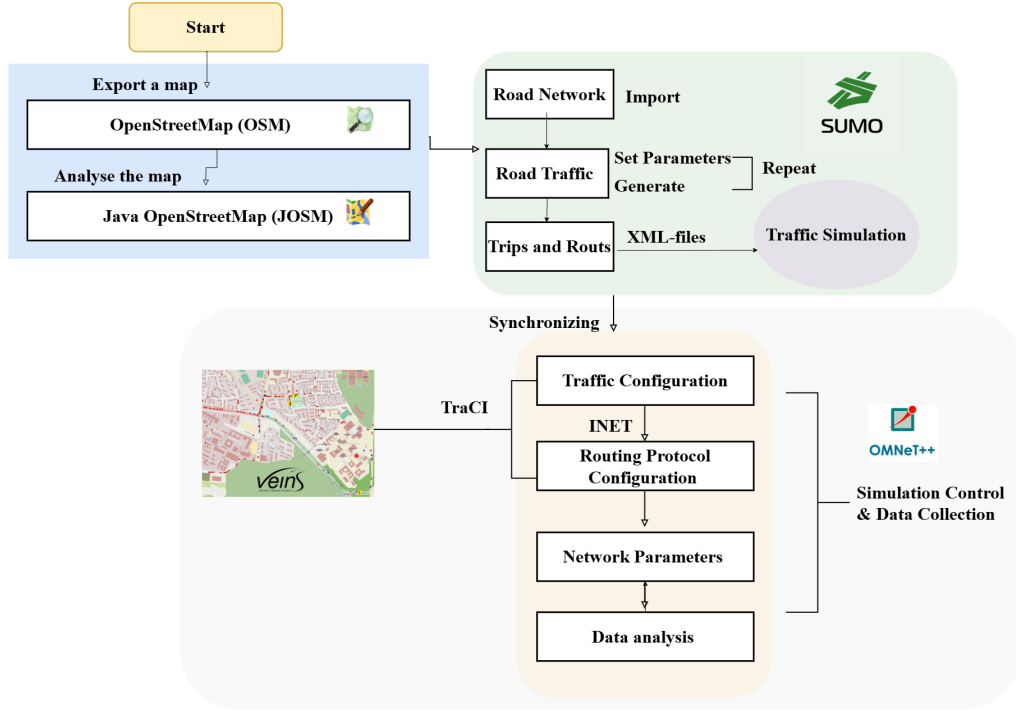 Start
Export a map
OpenStreetMap (OSM)
Analyse the map
Java OpenStreetMap (JOSM)
Road Network
Import
SUMO
Road Traffic
Set Parameters
Generate
Repeat
Trips and Routs
XML-files
Traffic Simulation
Synchronizing
Traffic Configuration
TraCI
INET
Routing Protocol
Configuration
veins
OMNeT++
Simulation Control
& Data Collection
Network Parameters
Data analysis